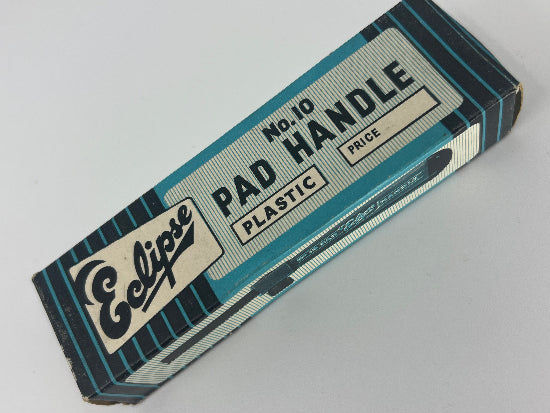 Eclipse
No. 10
PAD HANDLE
PLASTIC
PRICE